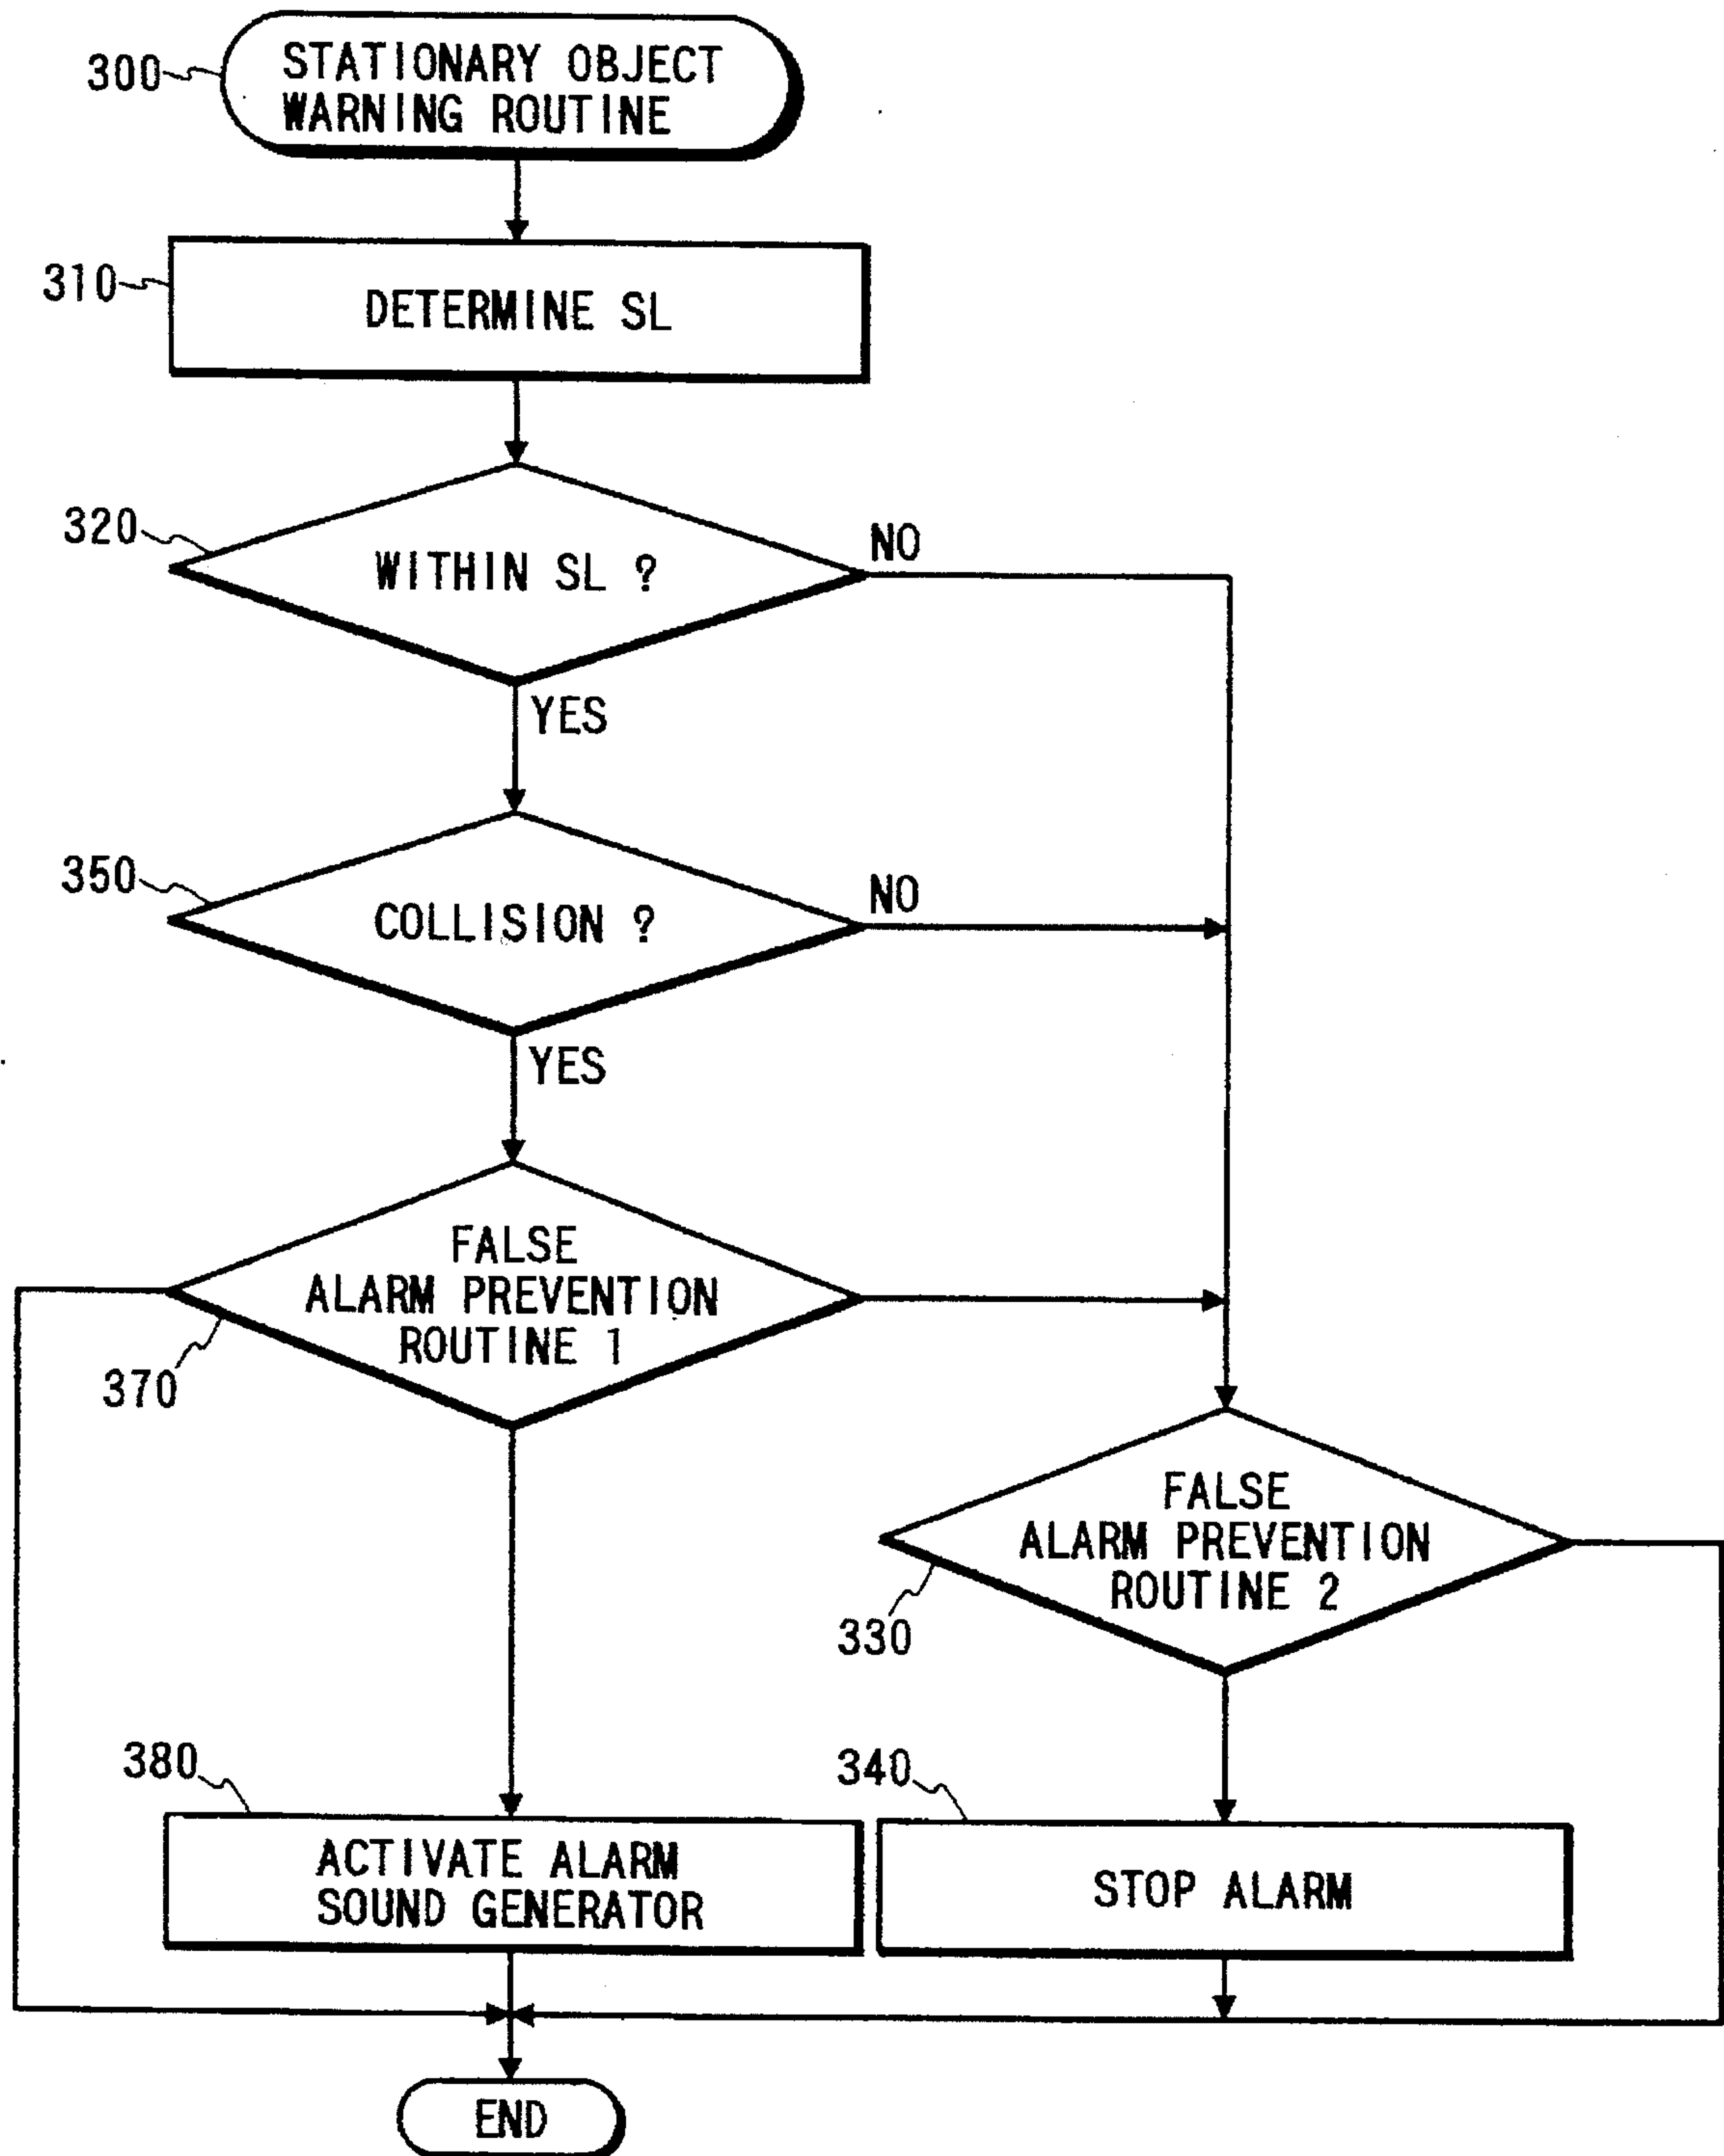 300
STATIONARY OBJECT
WARNING ROUTINE
310
DETERMINE SL
320
WITHIN SL ?
NO
YES
350
COLLISION ?
NO
YES
370
FALSE
ALARM PREVENTION
ROUTINE 1
330
FALSE
ALARM PREVENTION
ROUTINE 2
380
ACTIVATE ALARM
SOUND GENERATOR
340
STOP ALARM
END